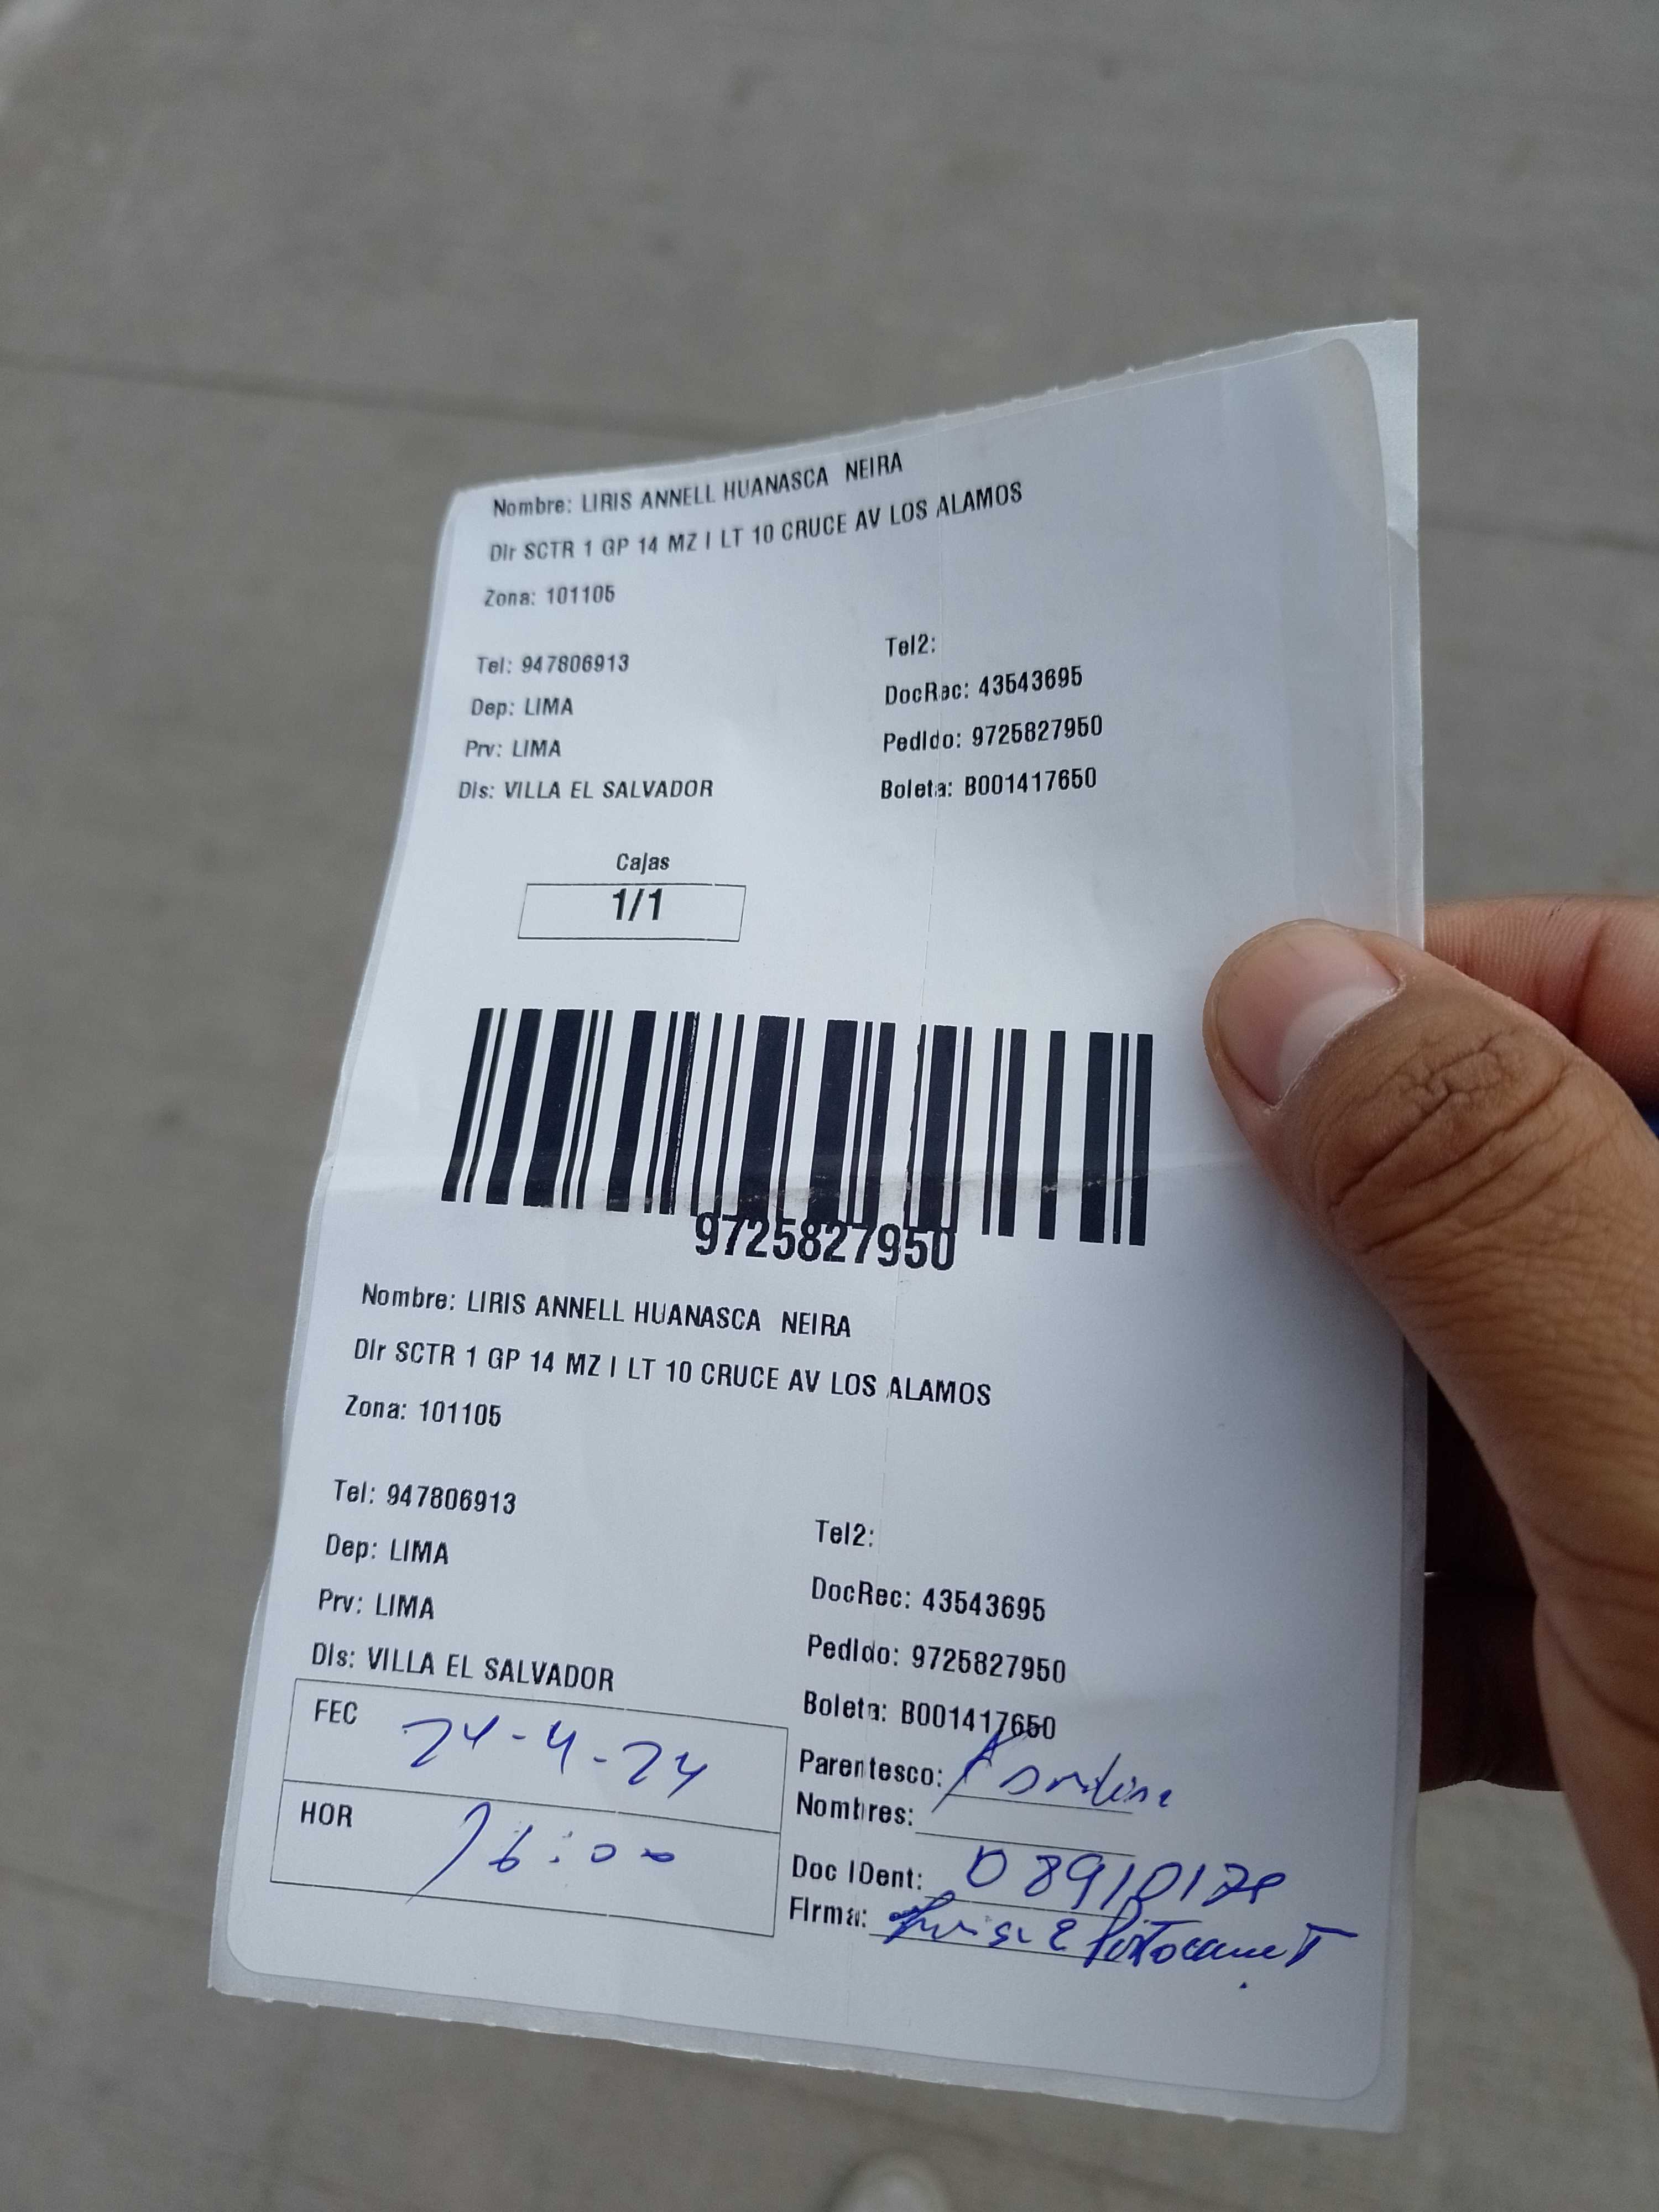 Nombre: LIRIS ANNELL HUANASCA NEIRA
Dir SCTR 1 GP 14 MZ I LT 10 CRUCE AV LOS ALAMOS
Zona: 101105
Tel: 947806913
Tel2:
Dep: LIMA
DocRec: 43543695
Prv: LIMA
Pedido: 9725827950
Dis: VILLA EL SALVADOR
Boleta: B001417650
Cajas
1/1
9725827950
Nombre: LIRIS ANNELL HUANASCA NEIRA
Dir SCTR 1 GP 14 MZ I LT 10 CRUCE AV LOS ALAMOS
Zona: 101105
Tel: 947806913
Tel2:
Dep: LIMA
DocRec: 43543695
Prv: LIMA
Pedido: 9725827950
Dis: VILLA EL SALVADOR
Boleta: B001417650
FEC 24-4-24
Parentesco:
Nombres:
HOR 16:00
Doc IDent:
Firma: